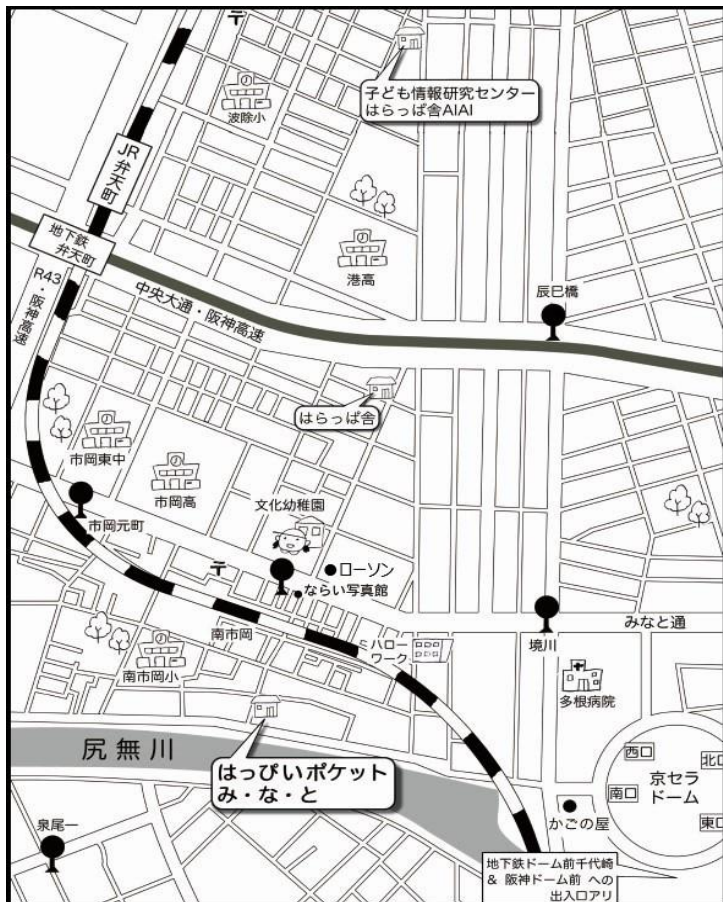 〒
波除小
子ども情報研究センター
はらっぱ舎AIAI
JR弁天町
地下鉄
弁天町
港高
R43・阪神高速
中央大通・阪神高速
辰巳橋
はらっぱ舎
市岡東中
市岡高
市岡元町
文化幼稚園
〒
ローソン
ならい写真館
南市岡
みなと通
境川
ハロー
ワーク
南市岡小
多根病院
尻無川
はっぴいポケット
み・な・と
西口
北口
京セラ
ドーム
南口
東口
かごの屋
泉尾一
地下鉄ドーム前千代崎
& 阪神ドーム前 への
出入口アリ